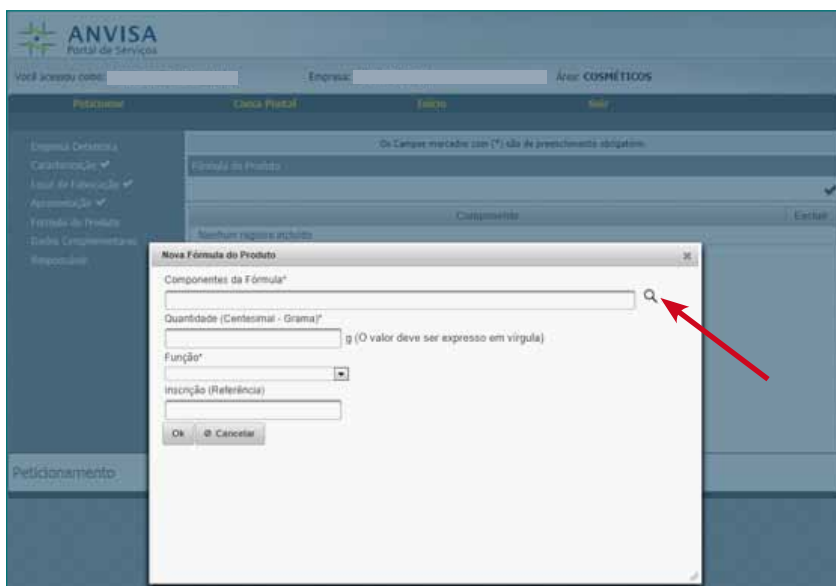 ANVISA
Portal de Serviços
Você acessou como: Empresa: Área: COSMÉTICOS
Peticionar Caixa Postal Início Sair
Os Campos marcados com (*) são de preenchimento obrigatório.
Empresa Detentora
Caracterização ✔
Local de Fabricação ✔
Apresentação ✔
Fórmula do Produto
Dados Complementares
Responsável
Fórmula do Produto
Componente Excluir
Nenhum registro incluído
Nova Fórmula do Produto
Componentes da Fórmula*
Quantidade (Centesimal - Grama)*
g (O valor deve ser expresso em vírgula)
Função*
Inscrição (Referência)
Ok Cancelar
Peticionamento